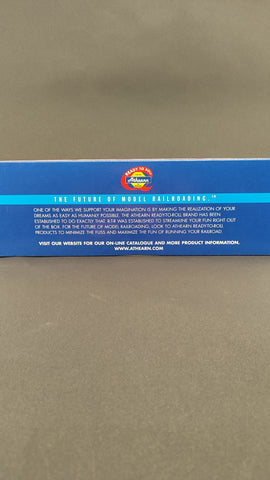 READY TO ROLL
Athearn
THE FUTURE OF MODEL RAILROADING.™
ONE OF THE WAYS WE SUPPORT YOUR IMAGINATION IS BY MAKING THE REALIZATION OF YOUR
DREAMS AS EASY AS HUMANLY POSSIBLE. THE ATHEARN READY-TO-ROLL BRAND HAS BEEN
ESTABLISHED TO DO EXACTLY THAT. R-T-R WAS ESTABLISHED TO STREAMLINE YOUR FUN RIGHT OUT
OF THE BOX. FOR THE FUTURE OF MODEL RAILROADING, LOOK TO ATHEARN READY-TO-ROLL
PRODUCTS TO MINIMIZE THE FUSS AND MAXIMIZE THE FUN OF RUNNING YOUR RAILROAD.
VISIT OUR WEBSITE FOR OUR ON-LINE CATALOGUE AND MORE PRODUCT INFORMATION.
WWW.ATHEARN.COM